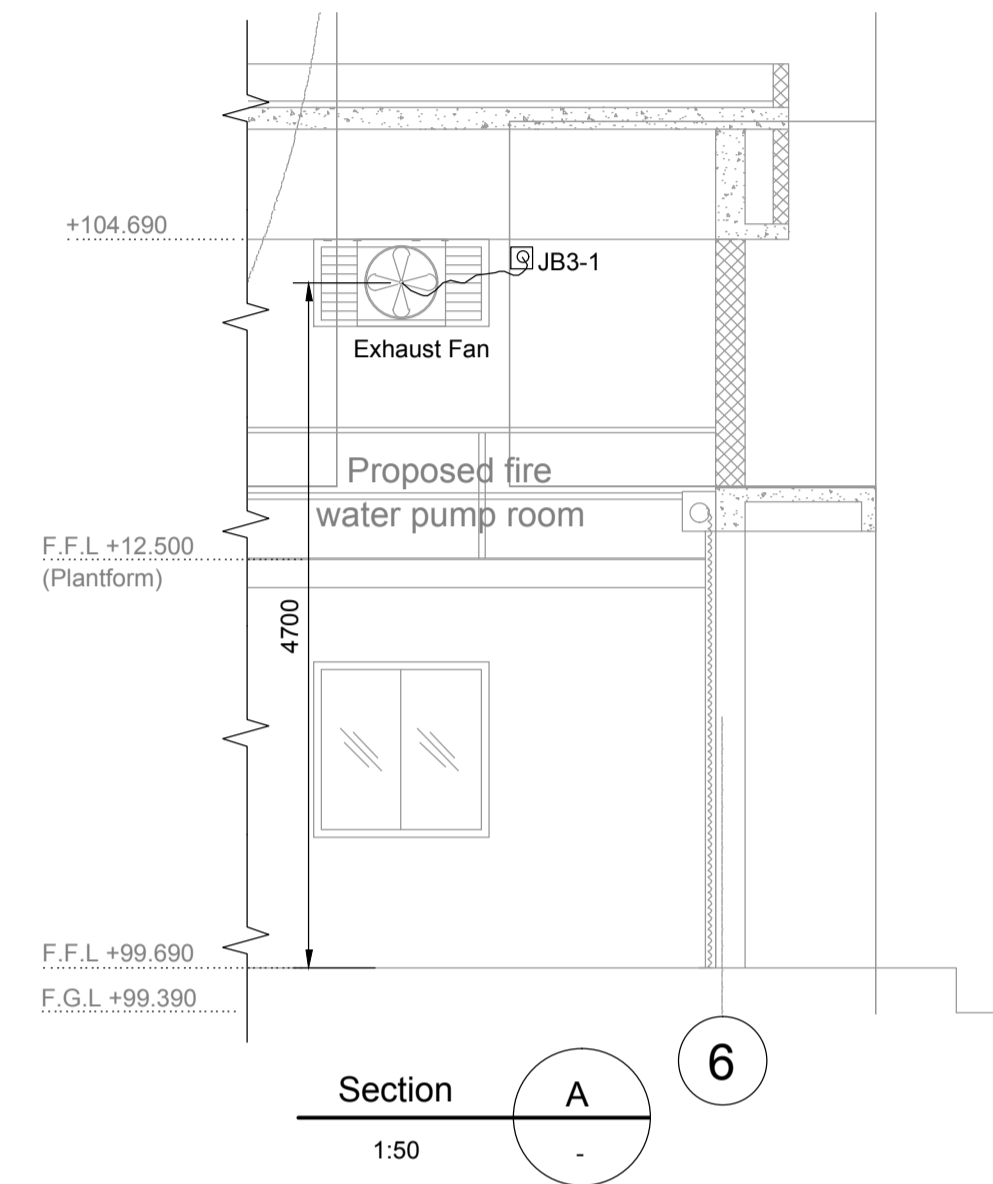 +104.690
JB3-1
Exhaust Fan
Proposed fire
water pump room
F.F.L +12.500
(Plantform)
4700
F.F.L +99.690
F.G.L +99.390
6
Section
A
1:50
-